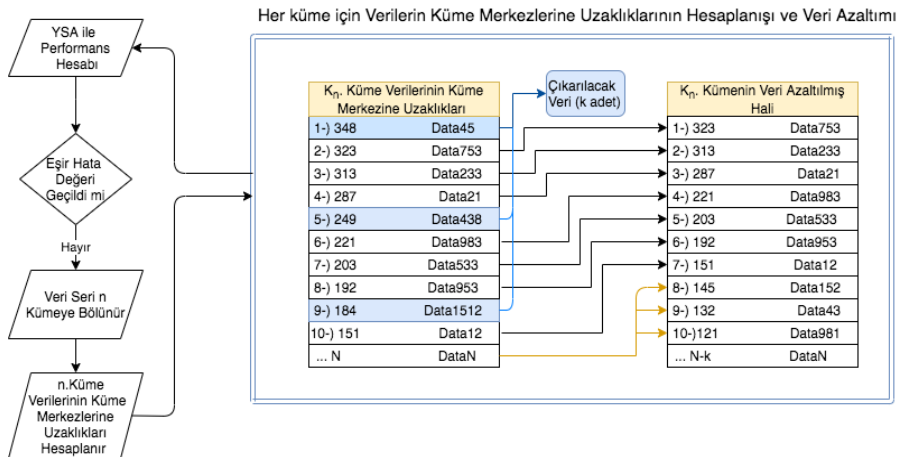 Her küme için Verilerin Küme Merkezlerine Uzaklıklarının Hesaplanışı ve Veri Azaltımı
YSA ile
Performans
Hesabı
Eşir Hata
Değeri
Geçildi mi
Hayır
Veri Seri n
Kümeye Bölünür
n.Küme
Verilerinin Küme
Merkezlerine
Uzaklıkları
Hesaplanır
Kn. Küme Verilerinin Küme
Merkezine Uzaklıkları
1-) 348 Data45
2-) 323 Data753
3-) 313 Data233
4-) 287 Data21
5-) 249 Data438
6-) 221 Data983
7-) 203 Data533
8-) 192 Data953
9-) 184 Data1512
10-) 151 Data12
... N DataN
Çıkarılacak
Veri (k adet)
Kn. Kümenin Veri Azaltılmış
Hali
1-) 323 Data753
2-) 313 Data233
3-) 287 Data21
4-) 221 Data983
5-) 203 Data533
6-) 192 Data953
7-) 151 Data12
8-) 145 Data152
9-) 132 Data43
10-)121 Data981
... N-k DataN